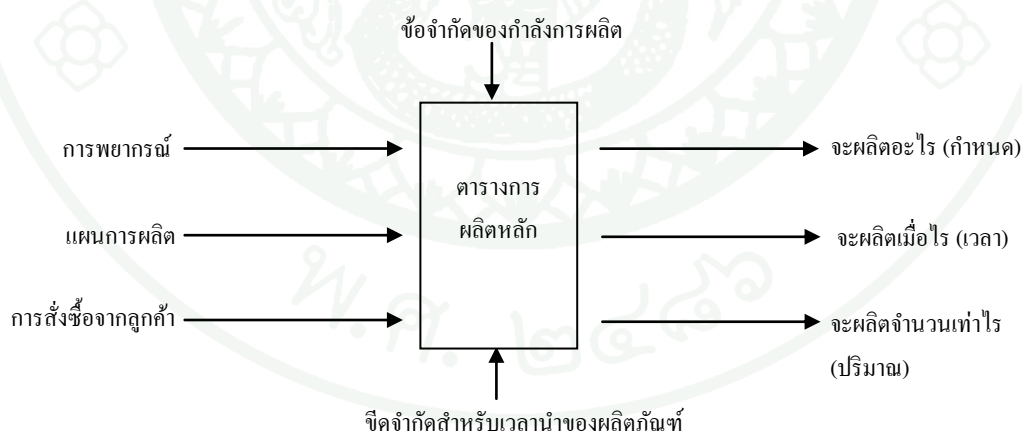 ข้อจำกัดของกำลังการผลิต
การพยากรณ์
จะผลิตอะไร (กำหนด)
ตารางการ
ผลิตหลัก
แผนการผลิต
จะผลิตเมื่อไร (เวลา)
การสั่งซื้อจากลูกค้า
จะผลิตจำนวนเท่าไร
(ปริมาณ)
ขีดจำกัดสำหรับเวลานำของผลิตภัณฑ์
พ.ศ. ๒๔๘๖